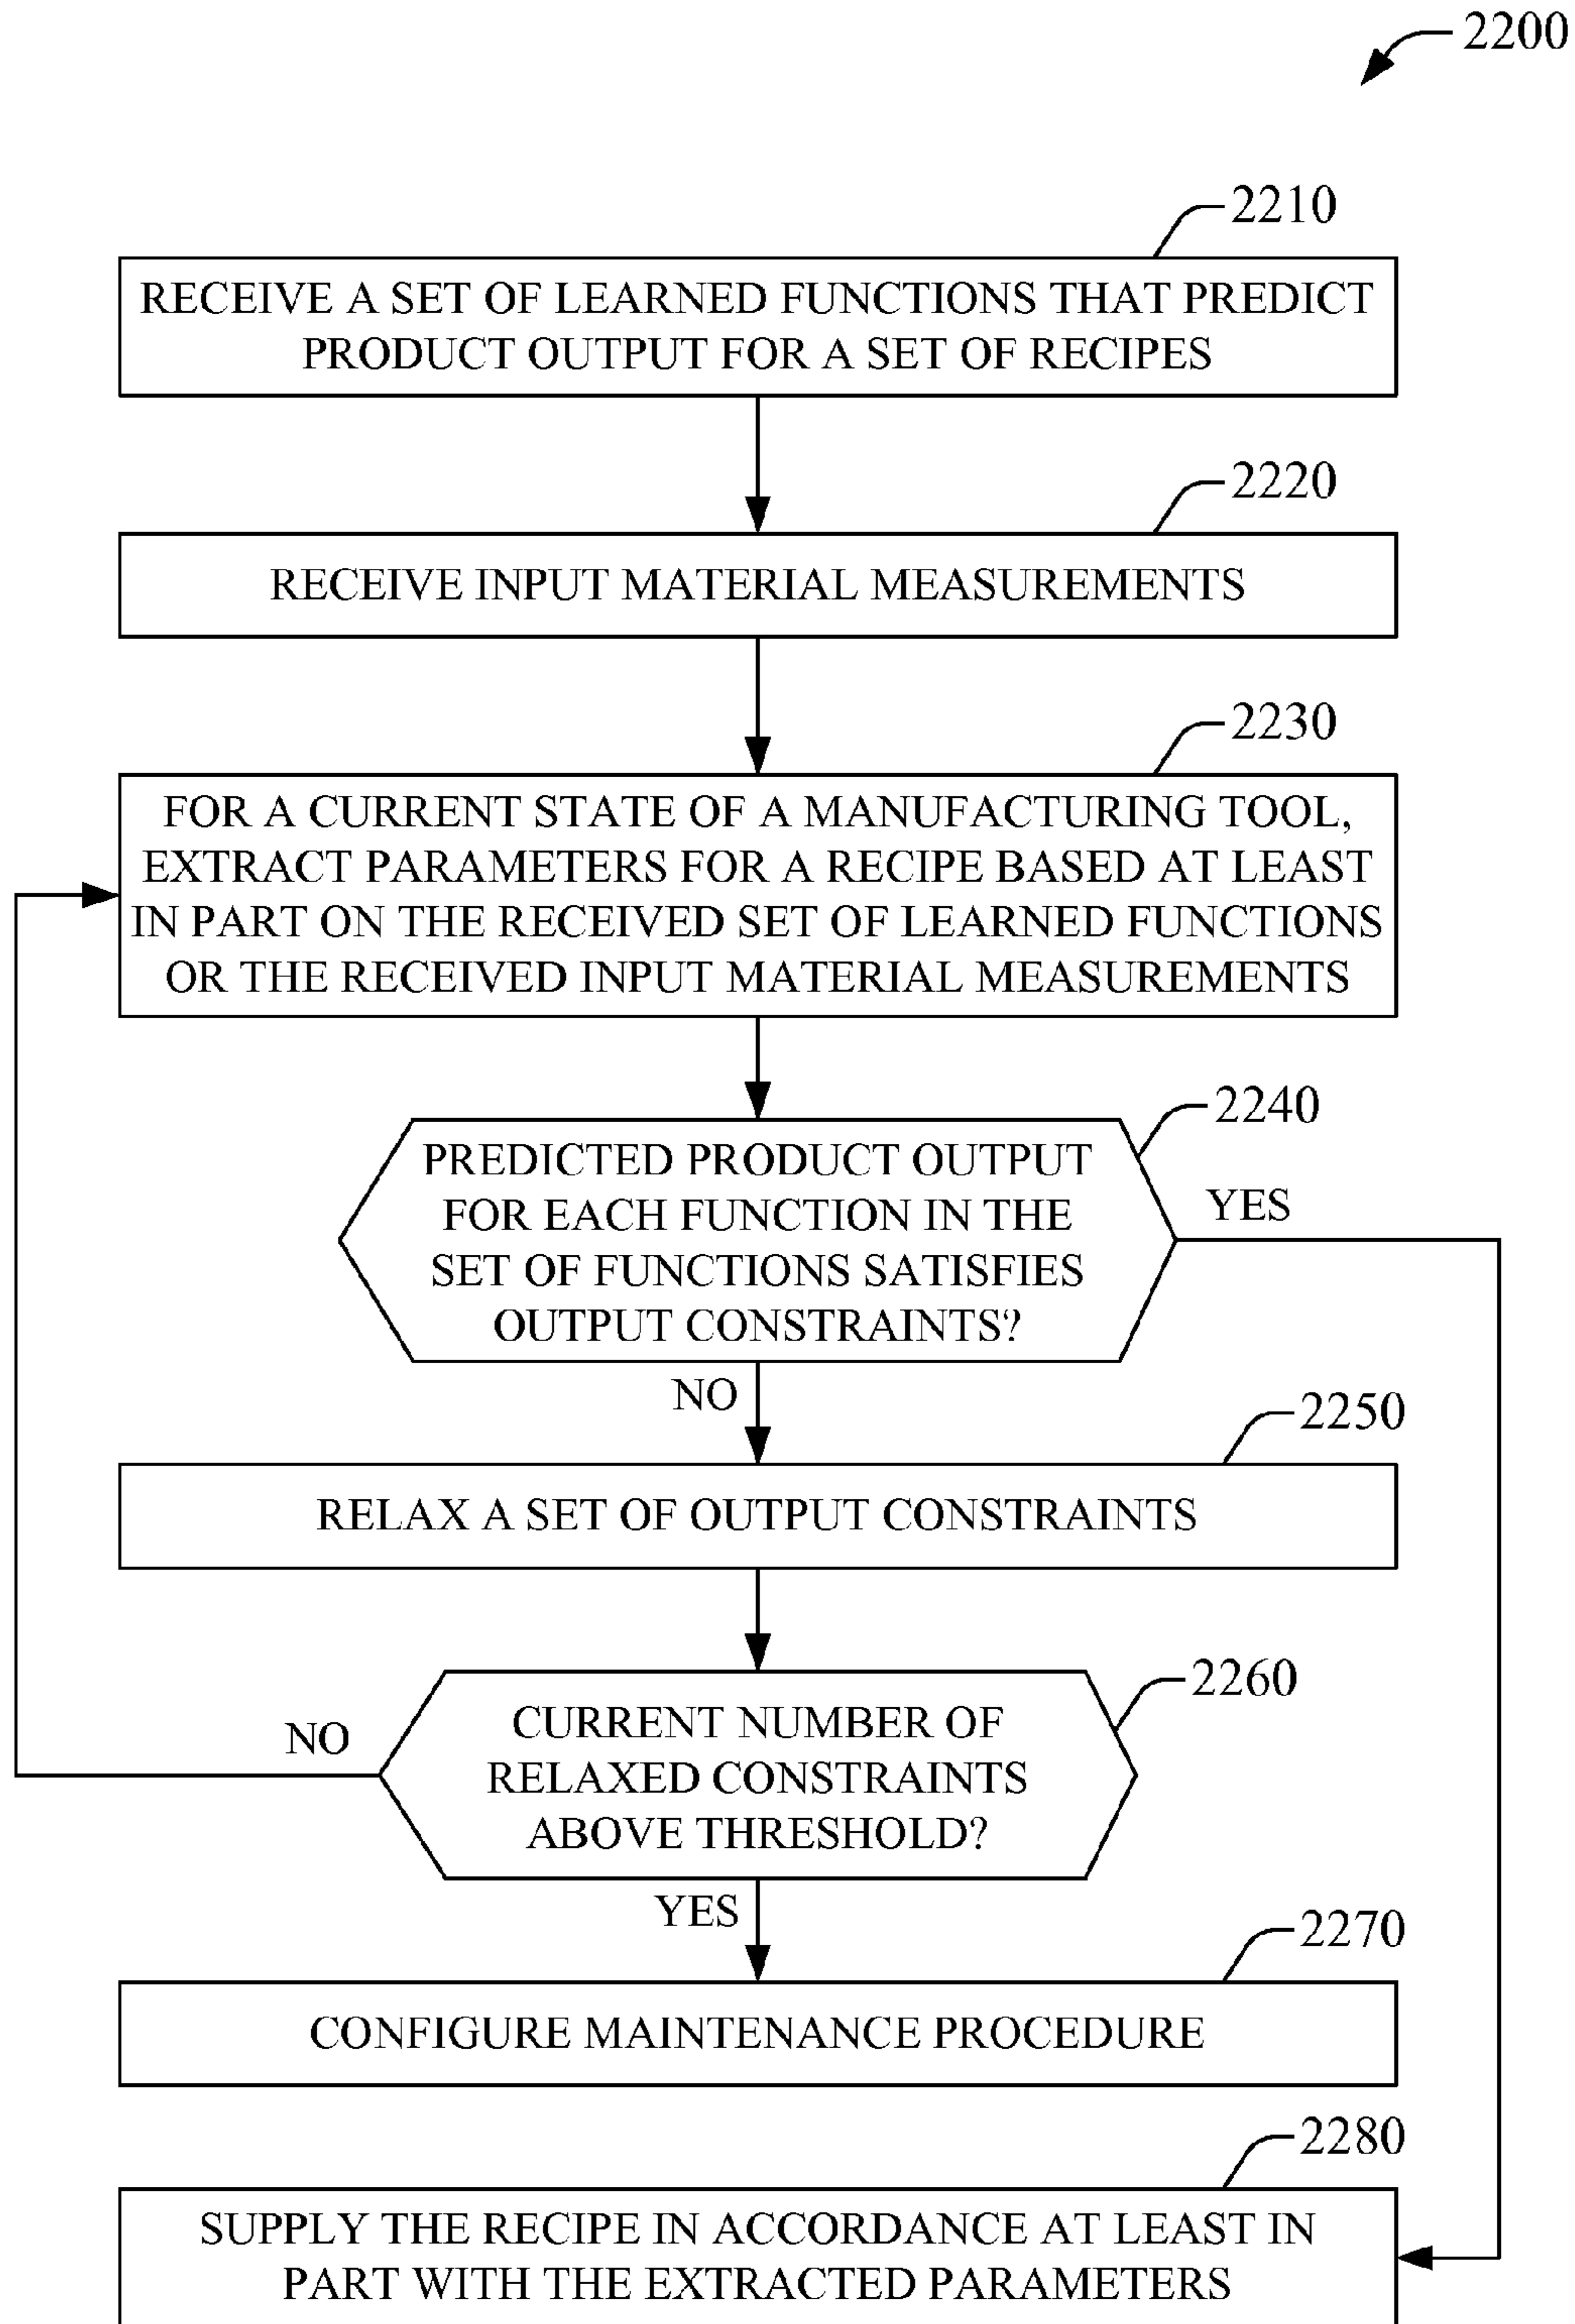 2200
2210
RECEIVE A SET OF LEARNED FUNCTIONS THAT PREDICT
PRODUCT OUTPUT FOR A SET OF RECIPES
2220
RECEIVE INPUT MATERIAL MEASUREMENTS
2230
FOR A CURRENT STATE OF A MANUFACTURING TOOL,
EXTRACT PARAMETERS FOR A RECIPE BASED AT LEAST
IN PART ON THE RECEIVED SET OF LEARNED FUNCTIONS
OR THE RECEIVED INPUT MATERIAL MEASUREMENTS
2240
PREDICTED PRODUCT OUTPUT
FOR EACH FUNCTION IN THE
SET OF FUNCTIONS SATISFIES
OUTPUT CONSTRAINTS?
YES
NO
2250
RELAX A SET OF OUTPUT CONSTRAINTS
2260
CURRENT NUMBER OF
RELAXED CONSTRAINTS
ABOVE THRESHOLD?
NO
YES
2270
CONFIGURE MAINTENANCE PROCEDURE
2280
SUPPLY THE RECIPE IN ACCORDANCE AT LEAST IN
PART WITH THE EXTRACTED PARAMETERS